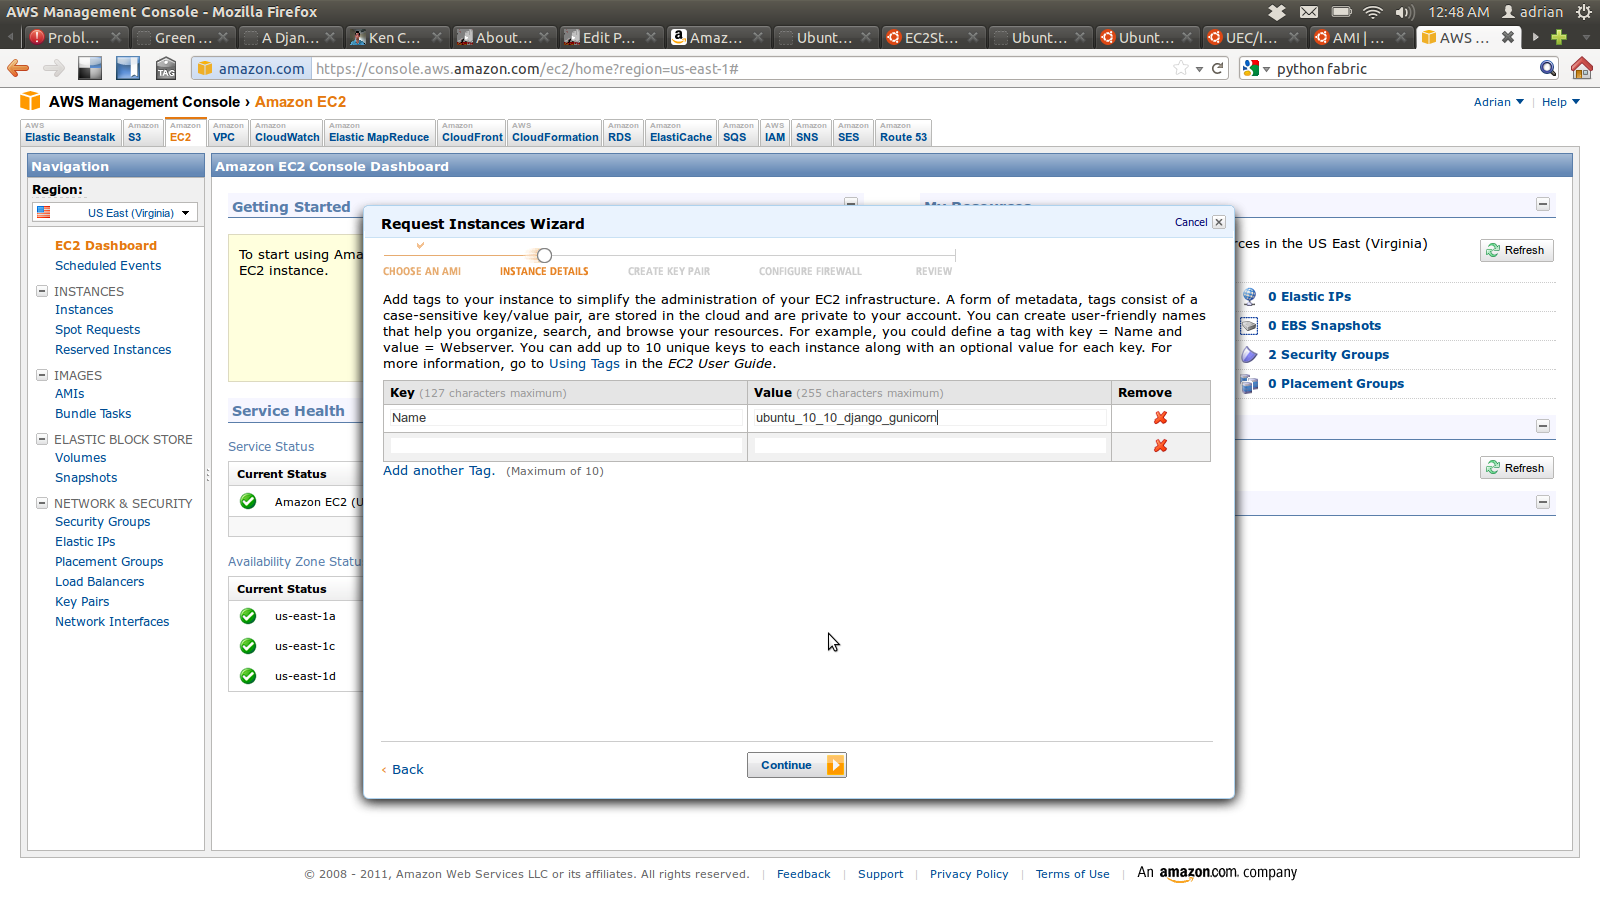 AWS Management Console - Mozilla Firefox
12:48 AM adrian
Probl... Green ... A Djan... Ken C... About... Edit P... Amaz... Ubunt... EC2St... Ubunt... Ubunt... UEC/I... AMI | ... AWS ...
TAG amazon.com https://console.aws.amazon.com/ec2/home?region=us-east-1# python fabric
AWS Management Console › Amazon EC2
Adrian Help
AWS Elastic Beanstalk
Amazon S3
Amazon EC2
Amazon VPC
Amazon CloudWatch
Amazon Elastic MapReduce
Amazon CloudFront
AWS CloudFormation
Amazon RDS
Amazon ElastiCache
Amazon SQS
AWS IAM
Amazon SNS
Amazon SES
Amazon Route 53
Navigation
Region:
US East (Virginia)
EC2 Dashboard
Scheduled Events
INSTANCES
Instances
Spot Requests
Reserved Instances
IMAGES
AMIs
Bundle Tasks
ELASTIC BLOCK STORE
Volumes
Snapshots
NETWORK & SECURITY
Security Groups
Elastic IPs
Placement Groups
Load Balancers
Key Pairs
Network Interfaces
Amazon EC2 Console Dashboard
Getting Started
To start using Ama
EC2 instance.
Service Health
Service Status
Current Status
Amazon EC2 (U
Availability Zone Statu
Current Status
us-east-1a
us-east-1c
us-east-1d
Request Instances Wizard
Cancel
CHOOSE AN AMI INSTANCE DETAILS CREATE KEY PAIR CONFIGURE FIREWALL REVIEW
Add tags to your instance to simplify the administration of your EC2 infrastructure. A form of metadata, tags consist of a
case-sensitive key/value pair, are stored in the cloud and are private to your account. You can create user-friendly names
that help you organize, search, and browse your resources. For example, you could define a tag with key = Name and
value = Webserver. You can add up to 10 unique keys to each instance along with an optional value for each key. For
more information, go to Using Tags in the EC2 User Guide.
Key (127 characters maximum) Value (255 characters maximum) Remove
Name ubuntu_10_10_django_gunicorn
Add another Tag. (Maximum of 10)
‹ Back
Continue
My Resources
rces in the US East (Virginia)
Refresh
0 Elastic IPs
0 EBS Snapshots
2 Security Groups
0 Placement Groups
Refresh
© 2008 - 2011, Amazon Web Services LLC or its affiliates. All rights reserved. | Feedback | Support | Privacy Policy | Terms of Use | An amazon.com company